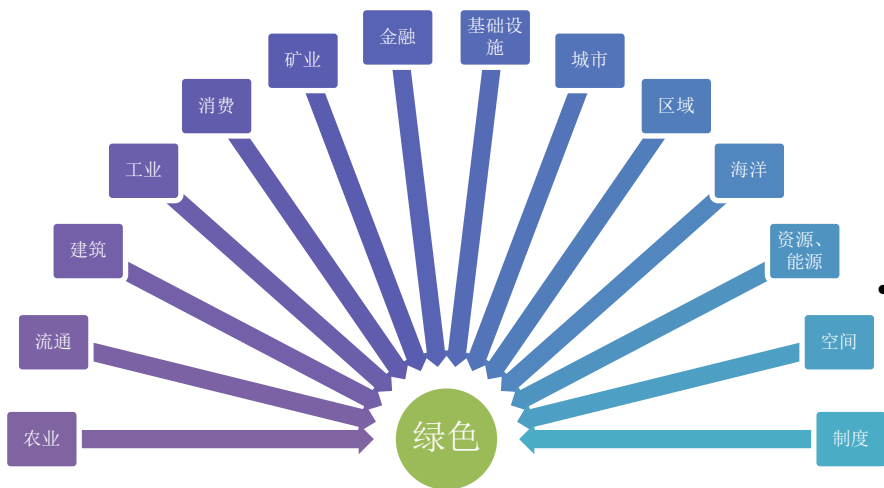 农业
流通
建筑
工业
消费
矿业
金融
基础设
施
城市
区域
海洋
资源、
能源
空间
制度
绿色